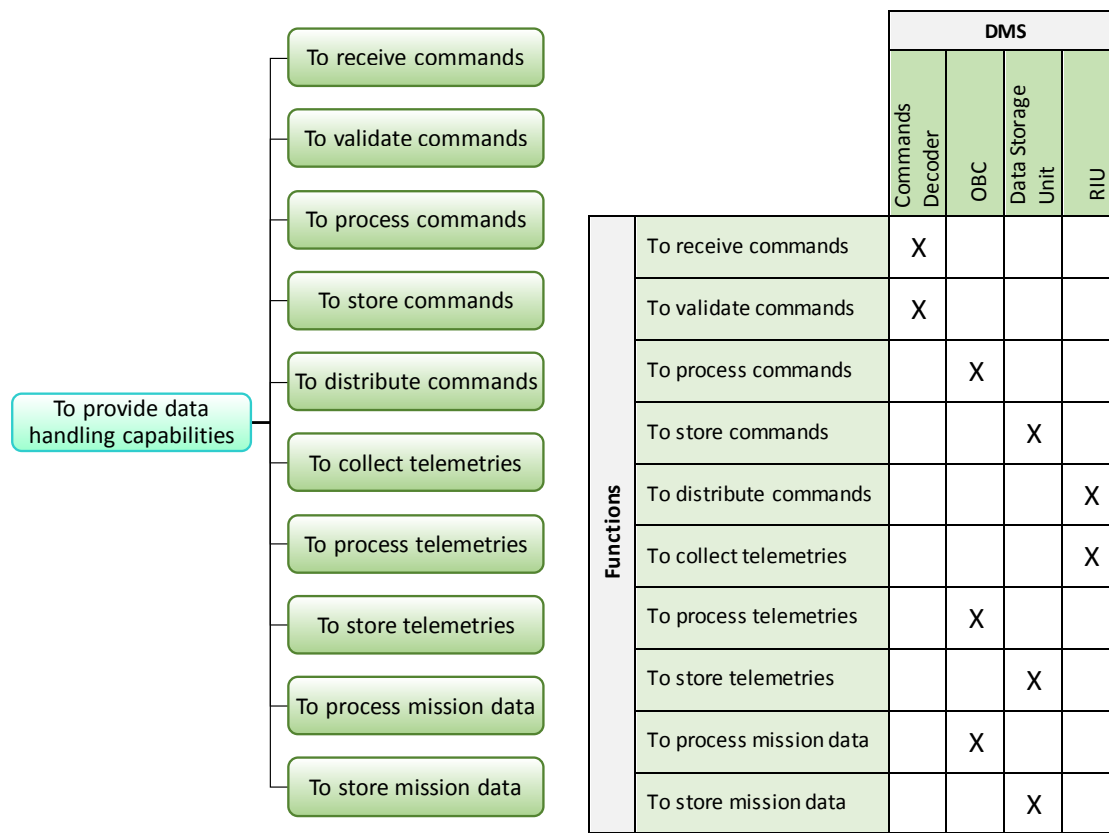 To receive commands
To validate commands
To process commands
To store commands
To distribute commands
To provide data
handling capabilities
To collect telemetries
To process telemetries
To store telemetries
To process mission data
To store mission data
DMS
Commands
Decoder
OBC
Data Storage
Unit
RIU
Functions
To receive commands
X
To validate commands
X
To process commands
X
To store commands
X
To distribute commands
X
To collect telemetries
X
To process telemetries
X
To store telemetries
X
To process mission data
X
To store mission data
X